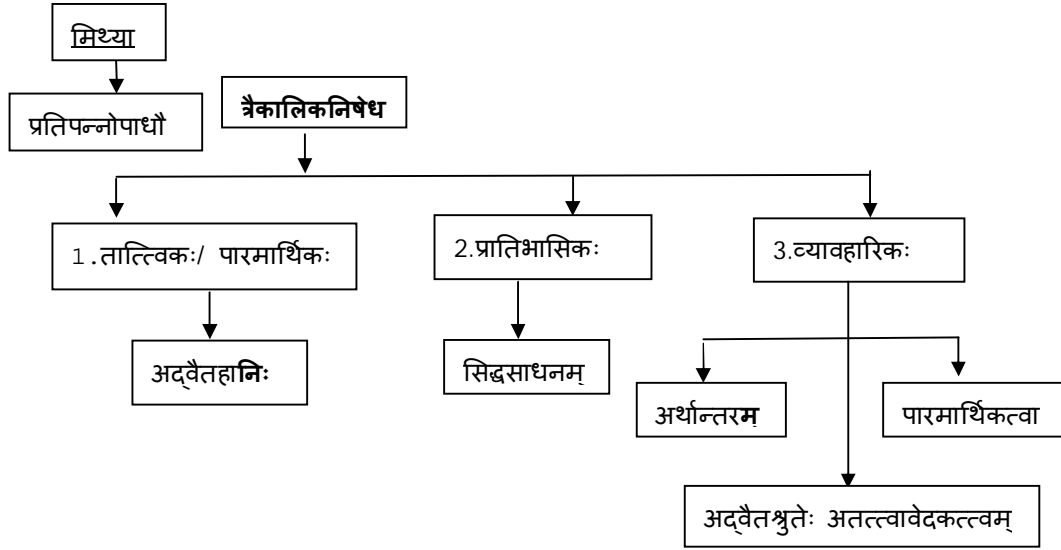 मिथ्या
प्रतिपन्नोपाधौ
त्रैकालिकनिषेध
1.तात्त्विकः/ पारमार्थिकः
2.प्रातिभासिकः
3.व्यावहारिकः
अद्वैतहानिः
सिद्धसाधनम्
अर्थान्तरम्
पारमार्थिकत्वा
अद्वैतश्रुतेः अतत्त्वावेदकत्त्वम्